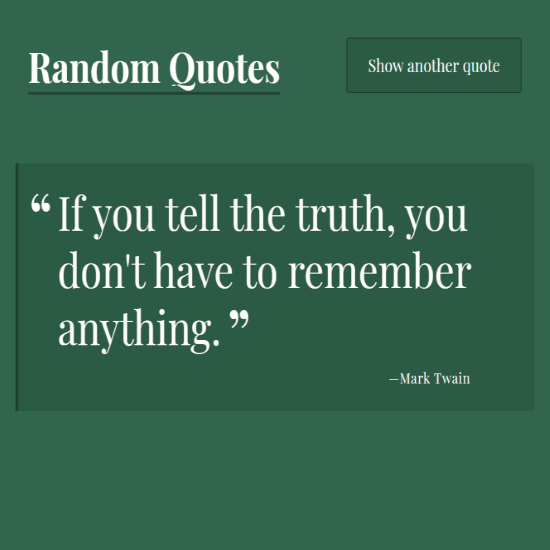 Random Quotes
Show another quote
“ If you tell the truth, you
don't have to remember
anything. ”
—Mark Twain